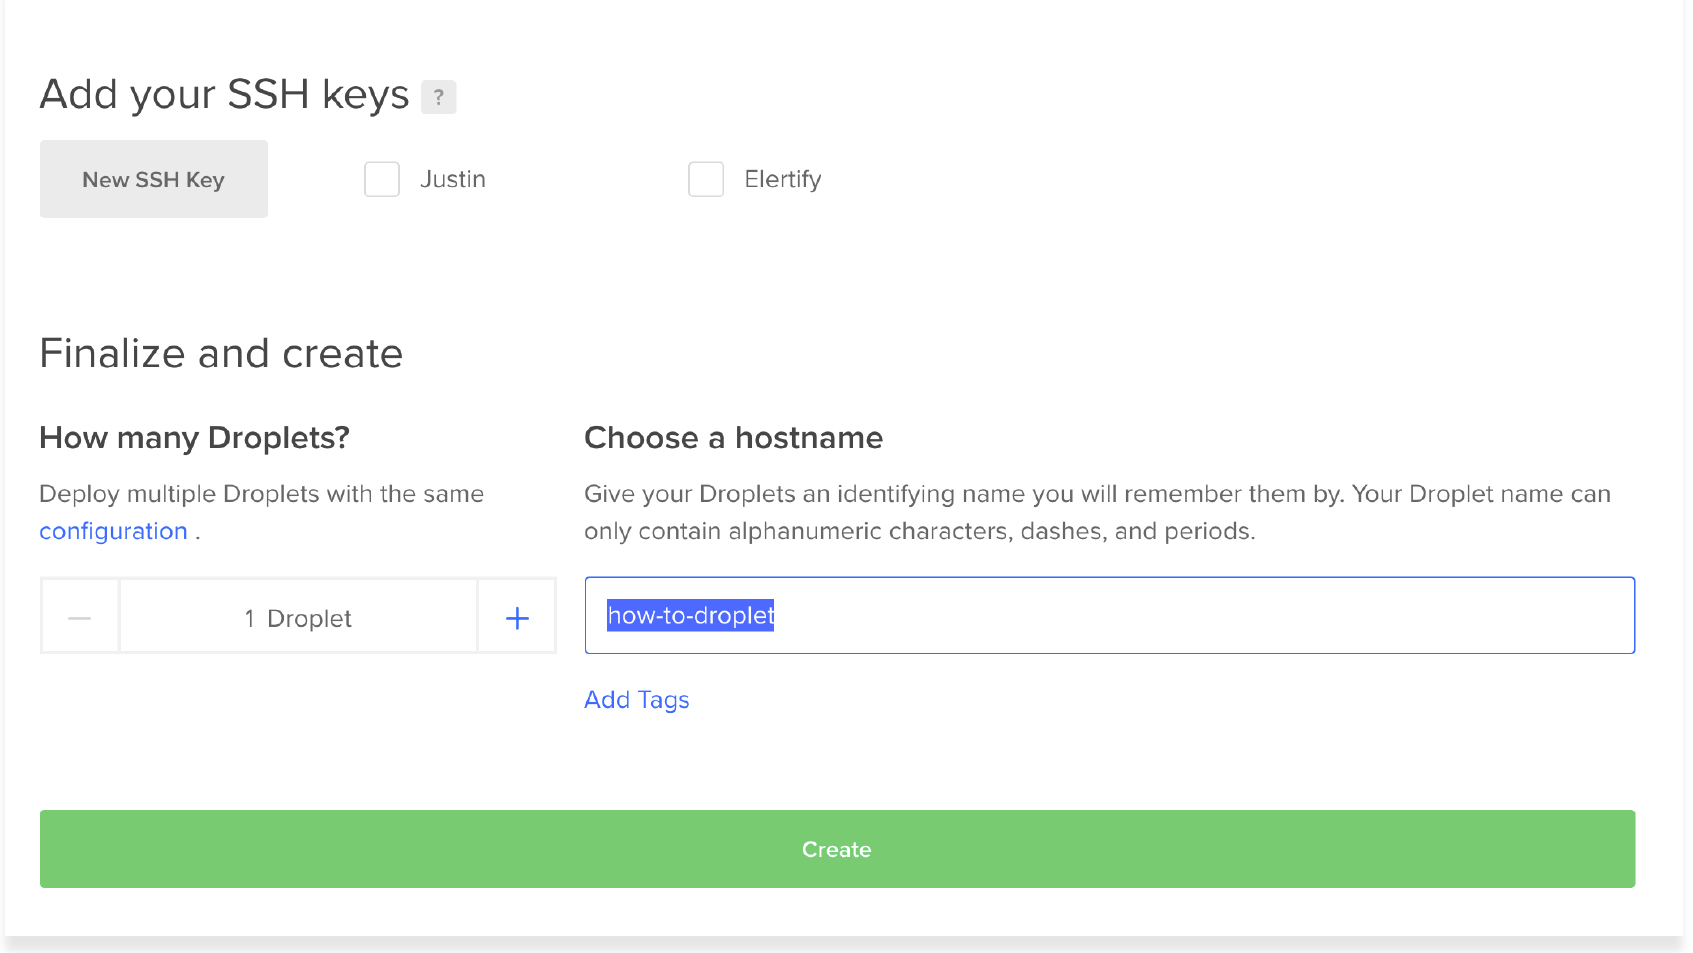 Add your SSH keys ?
New SSH Key
Justin
Elertify
Finalize and create
How many Droplets?
Deploy multiple Droplets with the same
configuration .
1 Droplet
Choose a hostname
Give your Droplets an identifying name you will remember them by. Your Droplet name can
only contain alphanumeric characters, dashes, and periods.
how-to-droplet
Add Tags
Create